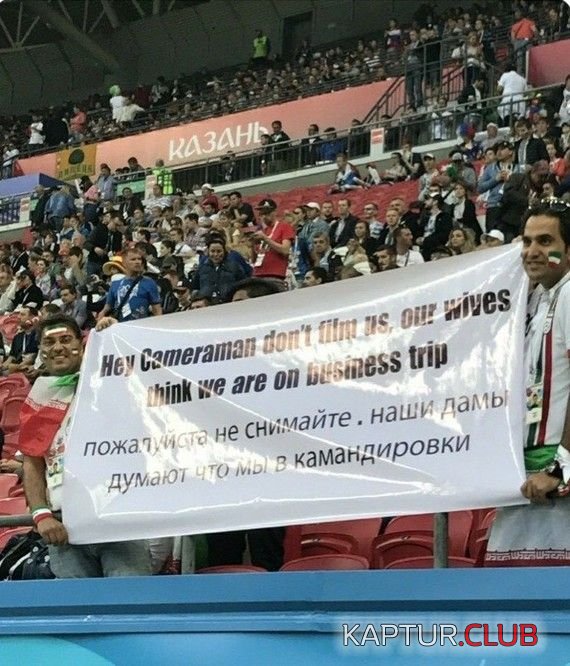 КАЗАНЬ
Hey Cameraman don't film us, our wives
think we are on business trip
пожалуйста не снимайте . наши дамы
думают что мы в камандировки
KAPTUR.CLUB